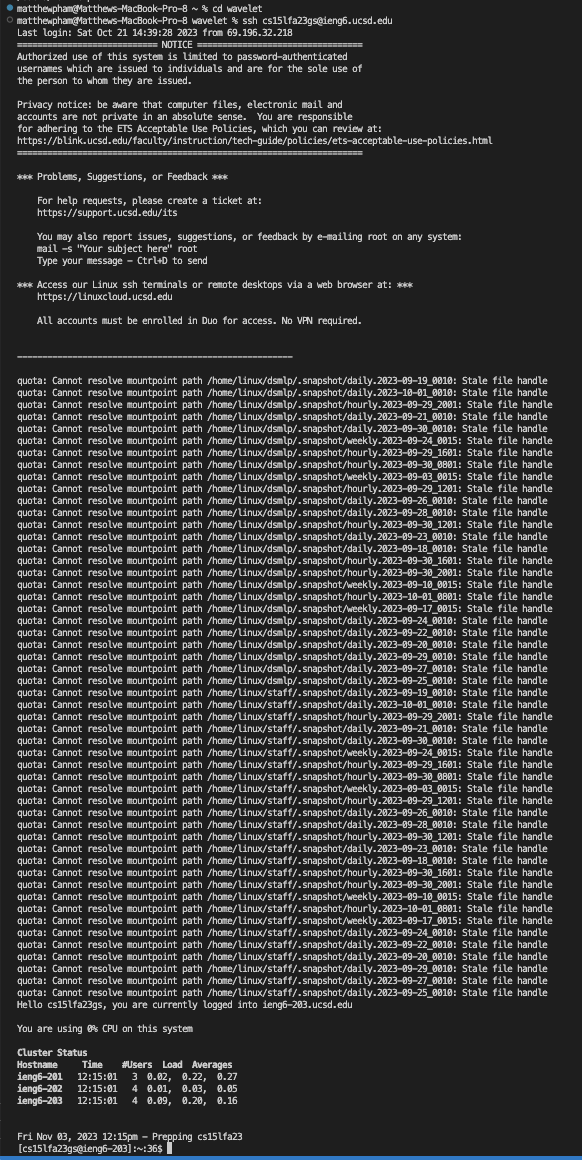 matthewpham@Matthews-MacBook-Pro-8 ~ % cd wavelet
matthewpham@Matthews-MacBook-Pro-8 wavelet % ssh cs15lfa23gs@ieng6.ucsd.edu
Last login: Sat Oct 21 14:39:28 2023 from 69.196.32.218
============================ NOTICE =================================
Authorized use of this system is limited to password-authenticated
usernames which are issued to individuals and are for the sole use of
the person to whom they are issued.
Privacy notice: be aware that computer files, electronic mail and
accounts are not private in an absolute sense.  You are responsible
for adhering to the ETS Acceptable Use Policies, which you can review at:
https://blink.ucsd.edu/faculty/instruction/tech-guide/policies/ets-acceptable-use-policies.html
=====================================================================
*** Problems, Suggestions, or Feedback ***
For help requests, please create a ticket at:
https://support.ucsd.edu/its
You may also report issues, suggestions, or feedback by e-mailing root on any system:
mail -s "Your subject here" root
Type your message - Ctrl+D to send
*** Access our Linux ssh terminals or remote desktops via a web browser at: ***
https://linuxcloud.ucsd.edu
All accounts must be enrolled in Duo for access. No VPN required.
-------------------------------------------------------
quota: Cannot resolve mountpoint path /home/linux/dsmlp/.snapshot/daily.2023-09-19_0010: Stale file handle
quota: Cannot resolve mountpoint path /home/linux/dsmlp/.snapshot/daily.2023-10-01_0010: Stale file handle
quota: Cannot resolve mountpoint path /home/linux/dsmlp/.snapshot/hourly.2023-09-29_2001: Stale file handle
quota: Cannot resolve mountpoint path /home/linux/dsmlp/.snapshot/daily.2023-09-21_0010: Stale file handle
quota: Cannot resolve mountpoint path /home/linux/dsmlp/.snapshot/daily.2023-09-30_0010: Stale file handle
quota: Cannot resolve mountpoint path /home/linux/dsmlp/.snapshot/weekly.2023-09-24_0015: Stale file handle
quota: Cannot resolve mountpoint path /home/linux/dsmlp/.snapshot/hourly.2023-09-29_1601: Stale file handle
quota: Cannot resolve mountpoint path /home/linux/dsmlp/.snapshot/hourly.2023-09-30_0801: Stale file handle
quota: Cannot resolve mountpoint path /home/linux/dsmlp/.snapshot/weekly.2023-09-03_0015: Stale file handle
quota: Cannot resolve mountpoint path /home/linux/dsmlp/.snapshot/hourly.2023-09-29_1201: Stale file handle
quota: Cannot resolve mountpoint path /home/linux/dsmlp/.snapshot/daily.2023-09-26_0010: Stale file handle
quota: Cannot resolve mountpoint path /home/linux/dsmlp/.snapshot/daily.2023-09-28_0010: Stale file handle
quota: Cannot resolve mountpoint path /home/linux/dsmlp/.snapshot/hourly.2023-09-30_1201: Stale file handle
quota: Cannot resolve mountpoint path /home/linux/dsmlp/.snapshot/daily.2023-09-23_0010: Stale file handle
quota: Cannot resolve mountpoint path /home/linux/dsmlp/.snapshot/daily.2023-09-18_0010: Stale file handle
quota: Cannot resolve mountpoint path /home/linux/dsmlp/.snapshot/hourly.2023-09-30_1601: Stale file handle
quota: Cannot resolve mountpoint path /home/linux/dsmlp/.snapshot/hourly.2023-09-30_2001: Stale file handle
quota: Cannot resolve mountpoint path /home/linux/dsmlp/.snapshot/weekly.2023-09-10_0015: Stale file handle
quota: Cannot resolve mountpoint path /home/linux/dsmlp/.snapshot/hourly.2023-10-01_0801: Stale file handle
quota: Cannot resolve mountpoint path /home/linux/dsmlp/.snapshot/weekly.2023-09-17_0015: Stale file handle
quota: Cannot resolve mountpoint path /home/linux/dsmlp/.snapshot/daily.2023-09-24_0010: Stale file handle
quota: Cannot resolve mountpoint path /home/linux/dsmlp/.snapshot/daily.2023-09-22_0010: Stale file handle
quota: Cannot resolve mountpoint path /home/linux/dsmlp/.snapshot/daily.2023-09-20_0010: Stale file handle
quota: Cannot resolve mountpoint path /home/linux/dsmlp/.snapshot/daily.2023-09-29_0010: Stale file handle
quota: Cannot resolve mountpoint path /home/linux/dsmlp/.snapshot/daily.2023-09-27_0010: Stale file handle
quota: Cannot resolve mountpoint path /home/linux/dsmlp/.snapshot/daily.2023-09-25_0010: Stale file handle
quota: Cannot resolve mountpoint path /home/linux/staff/.snapshot/daily.2023-09-19_0010: Stale file handle
quota: Cannot resolve mountpoint path /home/linux/staff/.snapshot/daily.2023-10-01_0010: Stale file handle
quota: Cannot resolve mountpoint path /home/linux/staff/.snapshot/hourly.2023-09-29_2001: Stale file handle
quota: Cannot resolve mountpoint path /home/linux/staff/.snapshot/daily.2023-09-21_0010: Stale file handle
quota: Cannot resolve mountpoint path /home/linux/staff/.snapshot/daily.2023-09-30_0010: Stale file handle
quota: Cannot resolve mountpoint path /home/linux/staff/.snapshot/weekly.2023-09-24_0015: Stale file handle
quota: Cannot resolve mountpoint path /home/linux/staff/.snapshot/hourly.2023-09-29_1601: Stale file handle
quota: Cannot resolve mountpoint path /home/linux/staff/.snapshot/hourly.2023-09-30_0801: Stale file handle
quota: Cannot resolve mountpoint path /home/linux/staff/.snapshot/weekly.2023-09-03_0015: Stale file handle
quota: Cannot resolve mountpoint path /home/linux/staff/.snapshot/hourly.2023-09-29_1201: Stale file handle
quota: Cannot resolve mountpoint path /home/linux/staff/.snapshot/daily.2023-09-26_0010: Stale file handle
quota: Cannot resolve mountpoint path /home/linux/staff/.snapshot/daily.2023-09-28_0010: Stale file handle
quota: Cannot resolve mountpoint path /home/linux/staff/.snapshot/hourly.2023-09-30_1201: Stale file handle
quota: Cannot resolve mountpoint path /home/linux/staff/.snapshot/daily.2023-09-23_0010: Stale file handle
quota: Cannot resolve mountpoint path /home/linux/staff/.snapshot/daily.2023-09-18_0010: Stale file handle
quota: Cannot resolve mountpoint path /home/linux/staff/.snapshot/hourly.2023-09-30_1601: Stale file handle
quota: Cannot resolve mountpoint path /home/linux/staff/.snapshot/hourly.2023-09-30_2001: Stale file handle
quota: Cannot resolve mountpoint path /home/linux/staff/.snapshot/weekly.2023-09-10_0015: Stale file handle
quota: Cannot resolve mountpoint path /home/linux/staff/.snapshot/hourly.2023-10-01_0801: Stale file handle
quota: Cannot resolve mountpoint path /home/linux/staff/.snapshot/weekly.2023-09-17_0015: Stale file handle
quota: Cannot resolve mountpoint path /home/linux/staff/.snapshot/daily.2023-09-24_0010: Stale file handle
quota: Cannot resolve mountpoint path /home/linux/staff/.snapshot/daily.2023-09-22_0010: Stale file handle
quota: Cannot resolve mountpoint path /home/linux/staff/.snapshot/daily.2023-09-20_0010: Stale file handle
quota: Cannot resolve mountpoint path /home/linux/staff/.snapshot/daily.2023-09-29_0010: Stale file handle
quota: Cannot resolve mountpoint path /home/linux/staff/.snapshot/daily.2023-09-27_0010: Stale file handle
quota: Cannot resolve mountpoint path /home/linux/staff/.snapshot/daily.2023-09-25_0010: Stale file handle
Hello cs15lfa23gs, you are currently logged into ieng6-203.ucsd.edu
You are using 0% CPU on this system
Cluster Status
Hostname     Time    #Users  Load  Averages
ieng6-201   12:15:01   3  0.02,  0.22,  0.27
ieng6-202   12:15:01   4  0.01,  0.03,  0.05
ieng6-203   12:15:01   4  0.09,  0.20,  0.16
Fri Nov 03, 2023 12:15pm - Prepping cs15lfa23
[cs15lfa23gs@ieng6-203]:~:36$